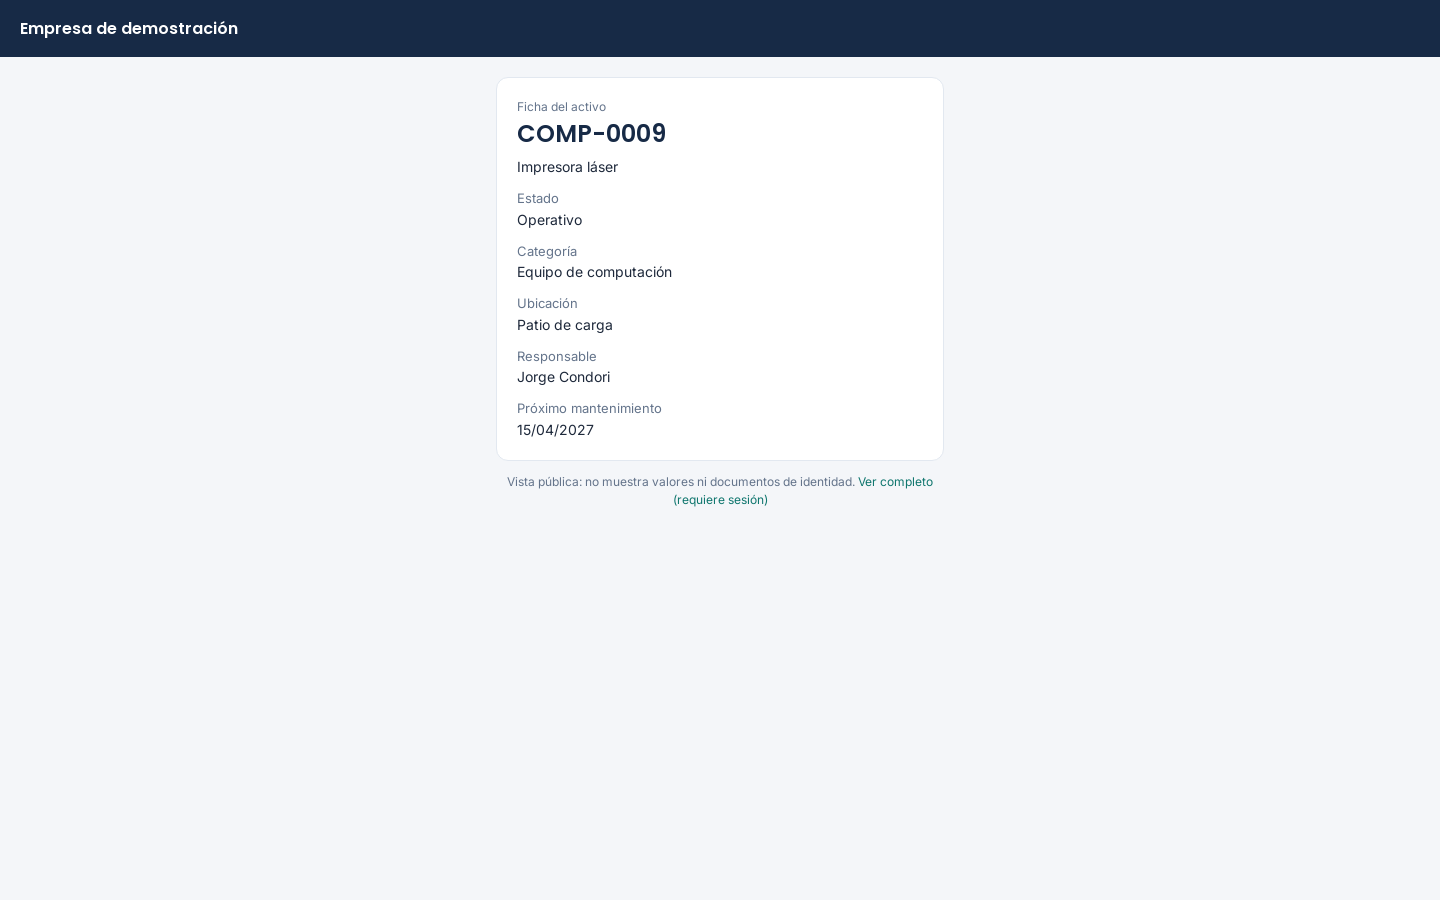 Empresa de demostración
Ficha del activo
COMP-0009
Impresora láser
Estado
Operativo
Categoría
Equipo de computación
Ubicación
Patio de carga
Responsable
Jorge Condori
Próximo mantenimiento
15/04/2027
Vista pública: no muestra valores ni documentos de identidad. Ver completo
(requiere sesión)